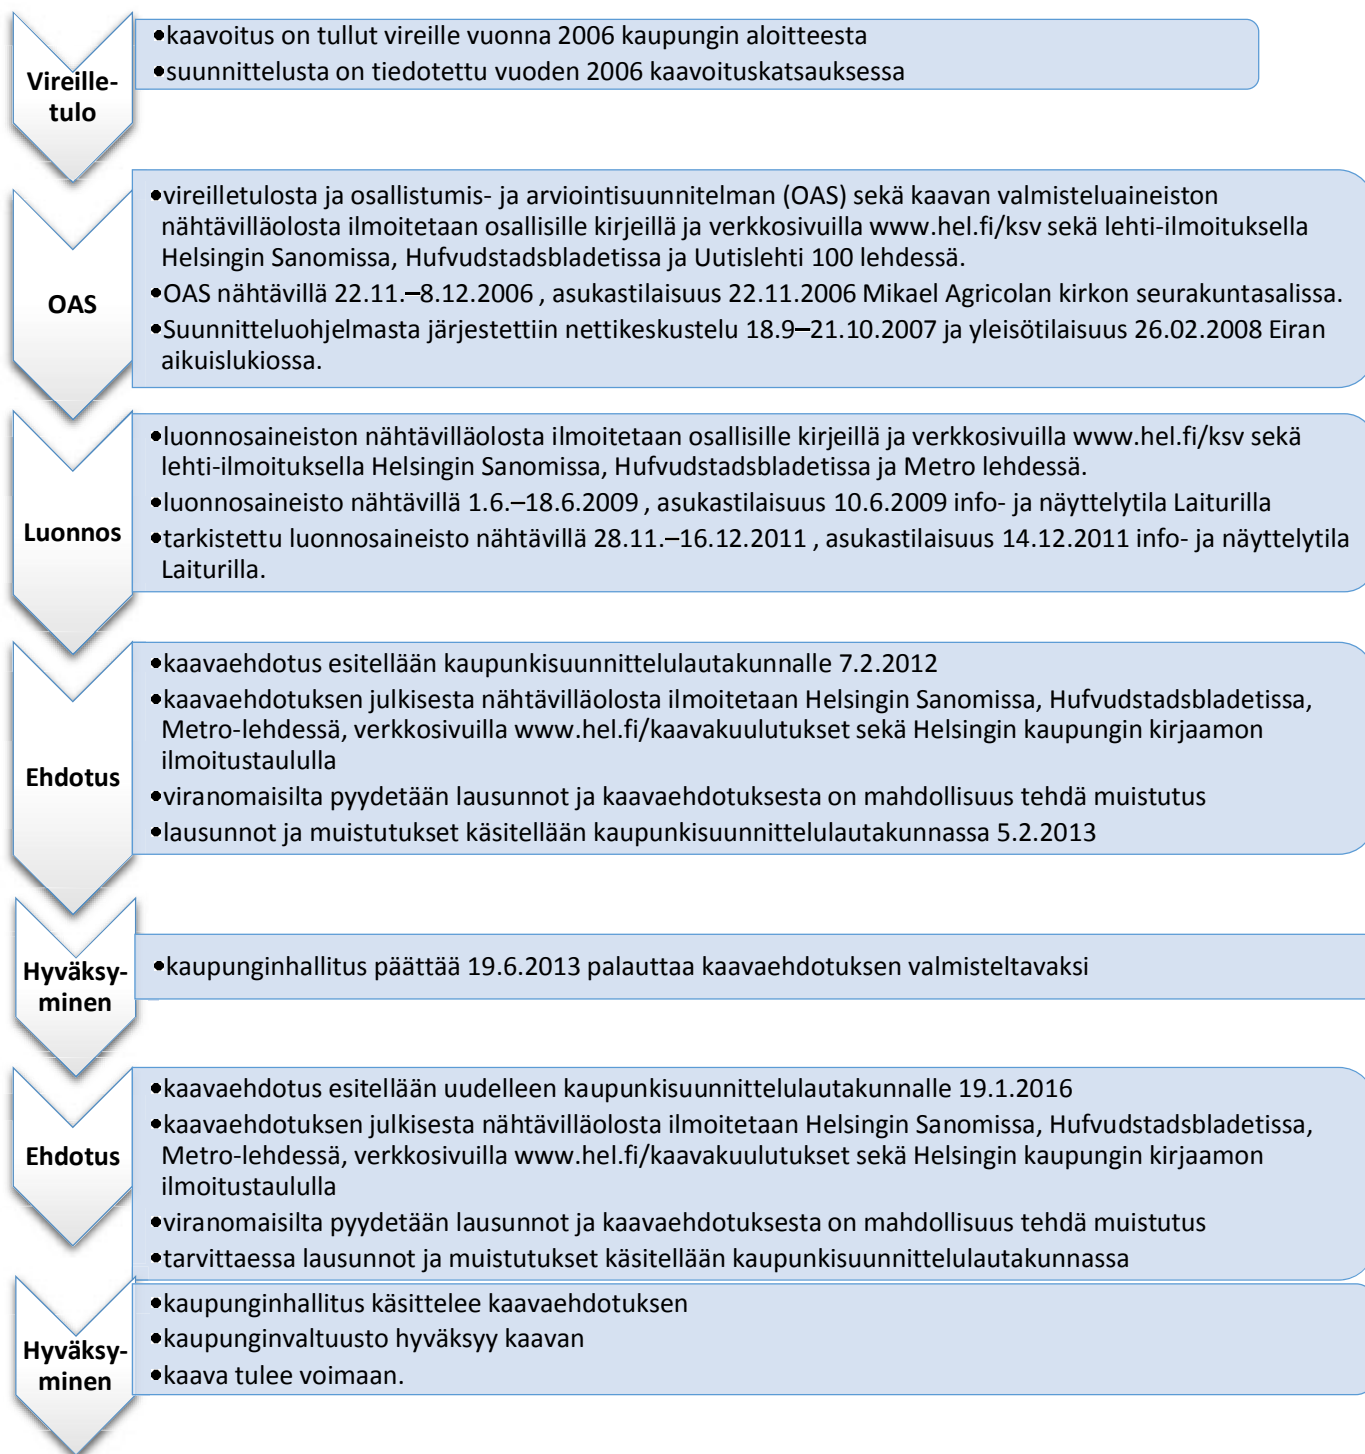 Vireille-
tulo
•kaavoitus on tullut vireille vuonna 2006 kaupungin aloitteesta
•suunnittelusta on tiedotettu vuoden 2006 kaavoituskatsauksessa
OAS
•vireilletulosta ja osallistumis- ja arviointisuunnitelman (OAS) sekä kaavan valmisteluaineiston
nähtävilläolosta ilmoitetaan osallisille kirjeillä ja verkkosivuilla www.hel.fi/ksv sekä lehti-ilmoituksella
Helsingin Sanomissa, Hufvudstadsbladetissa ja Uutislehti 100 lehdessä.
•OAS nähtävillä 22.11.–8.12.2006 , asukastilaisuus 22.11.2006 Mikael Agricolan kirkon seurakuntasalissa.
•Suunnitteluohjelmasta järjestettiin nettikeskustelu 18.9–21.10.2007 ja yleisötilaisuus 26.02.2008 Eiran
aikuislukiossa.
Luonnos
•luonnosaineiston nähtävilläolosta ilmoitetaan osallisille kirjeillä ja verkkosivuilla www.hel.fi/ksv sekä
lehti-ilmoituksella Helsingin Sanomissa, Hufvudstadsbladetissa ja Metro lehdessä.
•luonnosaineisto nähtävillä 1.6.–18.6.2009 , asukastilaisuus 10.6.2009 info- ja näyttelytila Laiturilla
•tarkistettu luonnosaineisto nähtävillä 28.11.–16.12.2011 , asukastilaisuus 14.12.2011 info- ja näyttelytila
Laiturilla.
Ehdotus
•kaavaehdotus esitellään kaupunkisuunnittelulautakunnalle 7.2.2012
•kaavaehdotuksen julkisesta nähtävilläolosta ilmoitetaan Helsingin Sanomissa, Hufvudstadsbladetissa,
Metro-lehdessä, verkkosivuilla www.hel.fi/kaavakuulutukset sekä Helsingin kaupungin kirjaamon
ilmoitustaululla
•viranomaisilta pyydetään lausunnot ja kaavaehdotuksesta on mahdollisuus tehdä muistutus
•lausunnot ja muistutukset käsitellään kaupunkisuunnittelulautakunnassa 5.2.2013
Hyväksy-
minen
•kaupunginhallitus päättää 19.6.2013 palauttaa kaavaehdotuksen valmisteltavaksi
Ehdotus
•kaavaehdotus esitellään uudelleen kaupunkisuunnittelulautakunnalle 19.1.2016
•kaavaehdotuksen julkisesta nähtävilläolosta ilmoitetaan Helsingin Sanomissa, Hufvudstadsbladetissa,
Metro-lehdessä, verkkosivuilla www.hel.fi/kaavakuulutukset sekä Helsingin kaupungin kirjaamon
ilmoitustaululla
•viranomaisilta pyydetään lausunnot ja kaavaehdotuksesta on mahdollisuus tehdä muistutus
•tarvittaessa lausunnot ja muistutukset käsitellään kaupunkisuunnittelulautakunnassa
Hyväksy-
minen
•kaupunginhallitus käsittelee kaavaehdotuksen
•kaupunginvaltuusto hyväksyy kaavan
•kaava tulee voimaan.